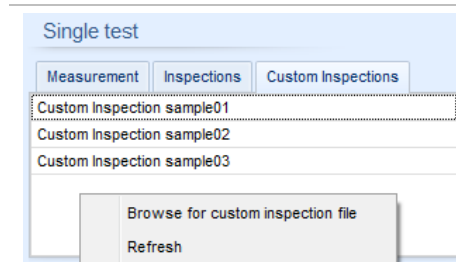 Single test
Measurement Inspections Custom Inspections
Custom Inspection sample01
Custom Inspection sample02
Custom Inspection sample03
Browse for custom inspection file
Refresh